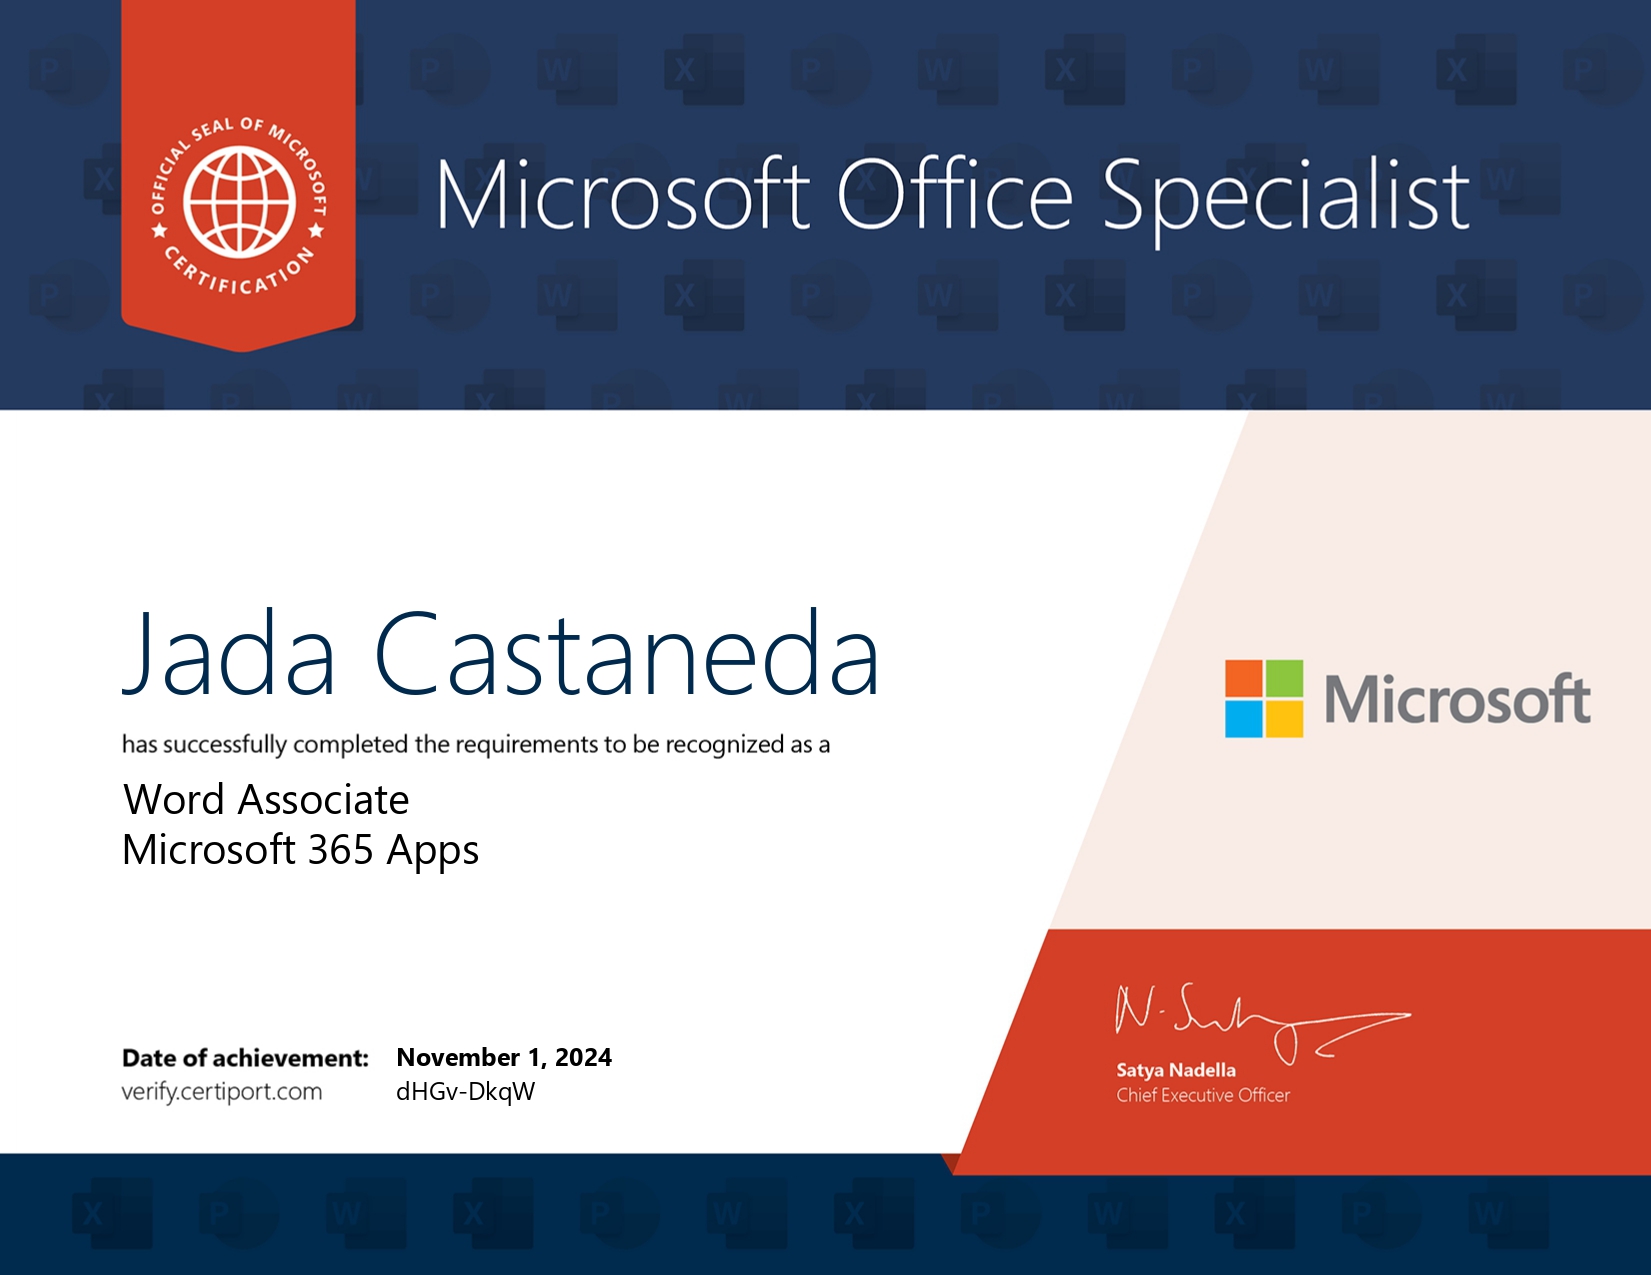 OFFICIAL SEAL OF MICROSOFT
CERTIFICATION
Microsoft Office Specialist
Jada Castaneda
has successfully completed the requirements to be recognized as a
Word Associate
Microsoft 365 Apps
Microsoft
Date of achievement: November 1, 2024
verify.certiport.com dHGv-DkqW
Satya Nadella
Chief Executive Officer